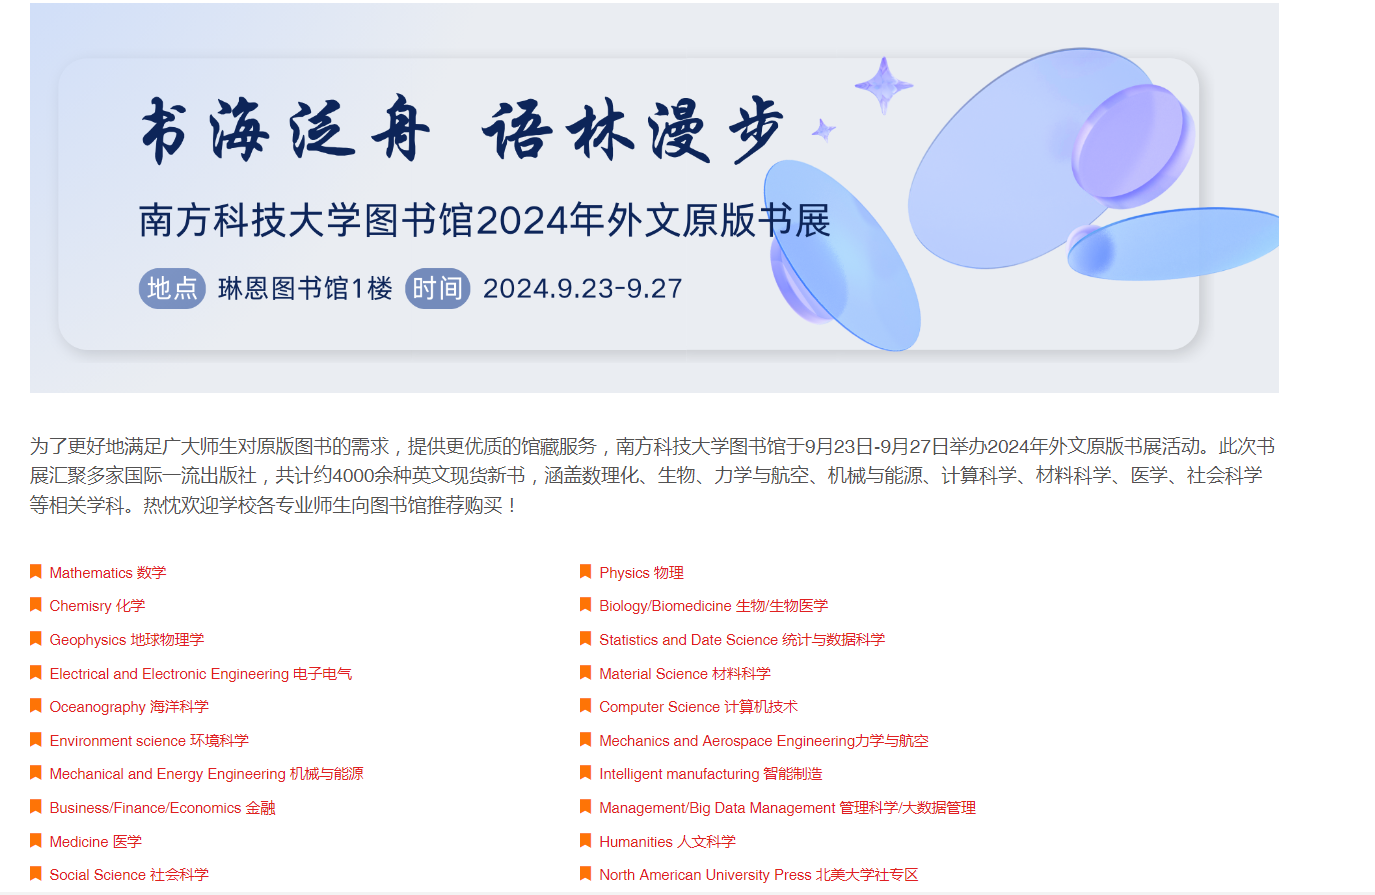 书海泛舟 语林漫步
南方科技大学图书馆2024年外文原版书展
地点 琳恩图书馆1楼 时间 2024.9.23-9.27
为了更好地满足广大师生对原版图书的需求，提供更优质的馆藏服务，南方科技大学图书馆于9月23日-9月27日举办2024年外文原版书展活动。此次书
展汇聚多家国际一流出版社，共计约4000余种英文现货新书，涵盖数理化、生物、力学与航空、机械与能源、计算科学、材料科学、医学、社会科学
等相关学科。热忱欢迎学校各专业师生向图书馆推荐购买！
Mathematics 数学
Physics 物理
Chemisry 化学
Biology/Biomedicine 生物/生物医学
Geophysics 地球物理学
Statistics and Date Science 统计与数据科学
Electrical and Electronic Engineering 电子电气
Material Science 材料科学
Oceanography 海洋科学
Computer Science 计算机技术
Environment science 环境科学
Mechanics and Aerospace Engineering力学与航空
Mechanical and Energy Engineering 机械与能源
Intelligent manufacturing 智能制造
Business/Finance/Economics 金融
Management/Big Data Management 管理科学/大数据管理
Medicine 医学
Humanities 人文科学
Social Science 社会科学
North American University Press 北美大学社专区